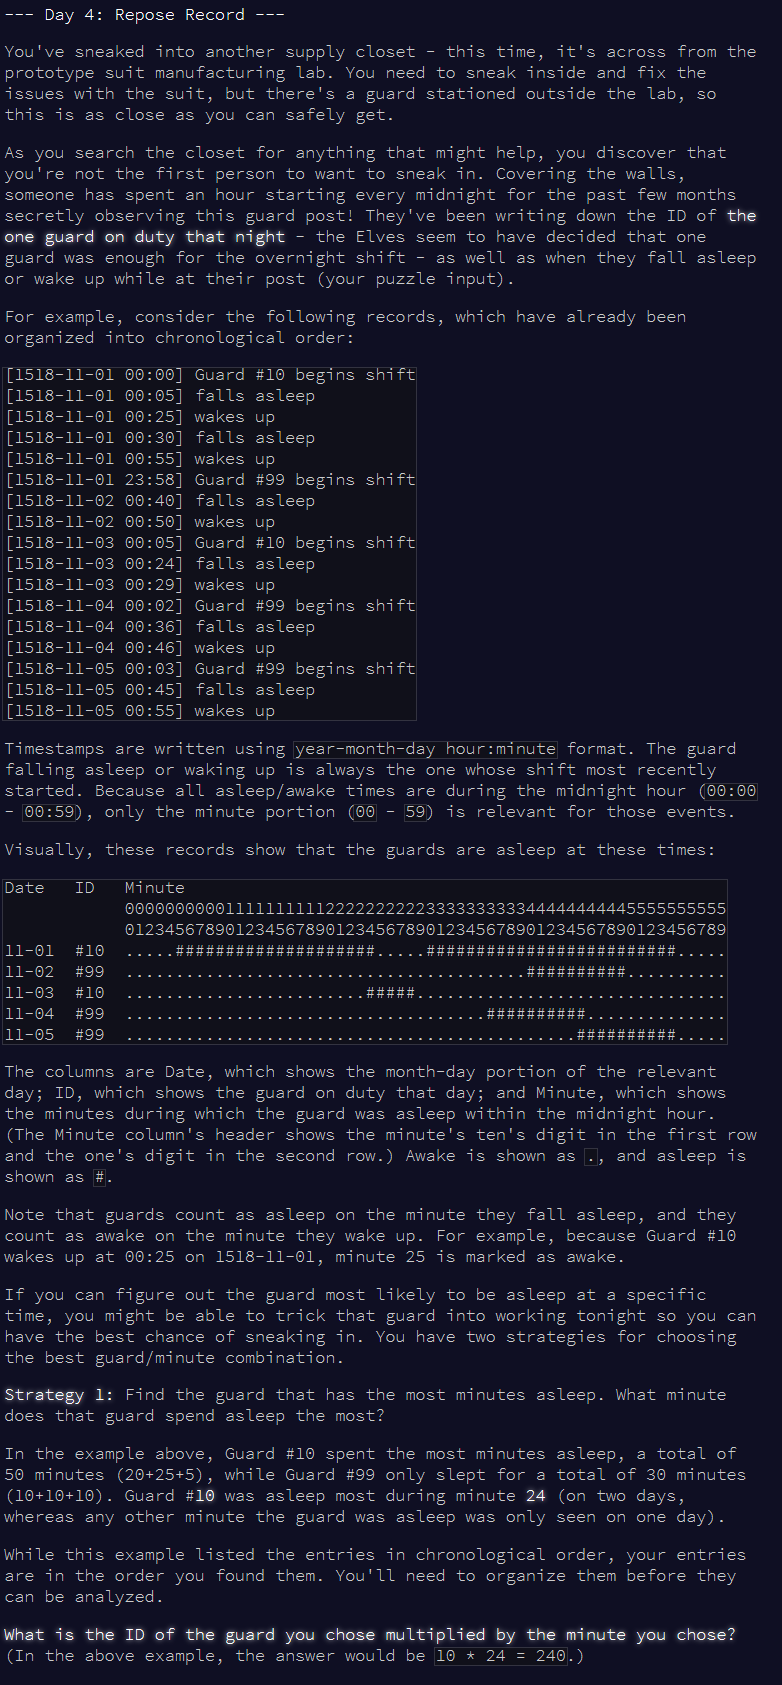 --- Day 4: Repose Record ---
You've sneaked into another supply closet - this time, it's across from the
prototype suit manufacturing lab. You need to sneak inside and fix the
issues with the suit, but there's a guard stationed outside the lab, so
this is as close as you can safely get.
As you search the closet for anything that might help, you discover that
you're not the first person to want to sneak in. Covering the walls,
someone has spent an hour starting every midnight for the past few months
secretly observing this guard post! They've been writing down the ID of the
one guard on duty that night - the Elves seem to have decided that one
guard was enough for the overnight shift - as well as when they fall asleep
or wake up while at their post (your puzzle input).
For example, consider the following records, which have already been
organized into chronological order:
[1518-11-01 00:00] Guard #10 begins shift
[1518-11-01 00:05] falls asleep
[1518-11-01 00:25] wakes up
[1518-11-01 00:30] falls asleep
[1518-11-01 00:55] wakes up
[1518-11-01 23:58] Guard #99 begins shift
[1518-11-02 00:40] falls asleep
[1518-11-02 00:50] wakes up
[1518-11-03 00:05] Guard #10 begins shift
[1518-11-03 00:24] falls asleep
[1518-11-03 00:29] wakes up
[1518-11-04 00:02] Guard #99 begins shift
[1518-11-04 00:36] falls asleep
[1518-11-04 00:46] wakes up
[1518-11-05 00:03] Guard #99 begins shift
[1518-11-05 00:45] falls asleep
[1518-11-05 00:55] wakes up
Timestamps are written using year-month-day hour:minute format. The guard
falling asleep or waking up is always the one whose shift most recently
started. Because all asleep/awake times are during the midnight hour (00:00
- 00:59), only the minute portion (00 - 59) is relevant for those events.
Visually, these records show that the guards are asleep at these times:
Date   ID   Minute
            000000000011111111112222222222333333333344444444445555555555
            012345678901234567890123456789012345678901234567890123456789
11-01  #10  .....####################.....#########################.....
11-02  #99  ........................................##########..........
11-03  #10  ........................#####...............................
11-04  #99  ....................................##########..............
11-05  #99  .............................................##########.....
The columns are Date, which shows the month-day portion of the relevant
day; ID, which shows the guard on duty that day; and Minute, which shows
the minutes during which the guard was asleep within the midnight hour.
(The Minute column's header shows the minute's ten's digit in the first row
and the one's digit in the second row.) Awake is shown as ., and asleep is
shown as #.
Note that guards count as asleep on the minute they fall asleep, and they
count as awake on the minute they wake up. For example, because Guard #10
wakes up at 00:25 on 1518-11-01, minute 25 is marked as awake.
If you can figure out the guard most likely to be asleep at a specific
time, you might be able to trick that guard into working tonight so you can
have the best chance of sneaking in. You have two strategies for choosing
the best guard/minute combination.
Strategy 1: Find the guard that has the most minutes asleep. What minute
does that guard spend asleep the most?
In the example above, Guard #10 spent the most minutes asleep, a total of
50 minutes (20+25+5), while Guard #99 only slept for a total of 30 minutes
(10+10+10). Guard #10 was asleep most during minute 24 (on two days,
whereas any other minute the guard was asleep was only seen on one day).
While this example listed the entries in chronological order, your entries
are in the order you found them. You'll need to organize them before they
can be analyzed.
What is the ID of the guard you chose multiplied by the minute you chose?
(In the above example, the answer would be 10 * 24 = 240.)